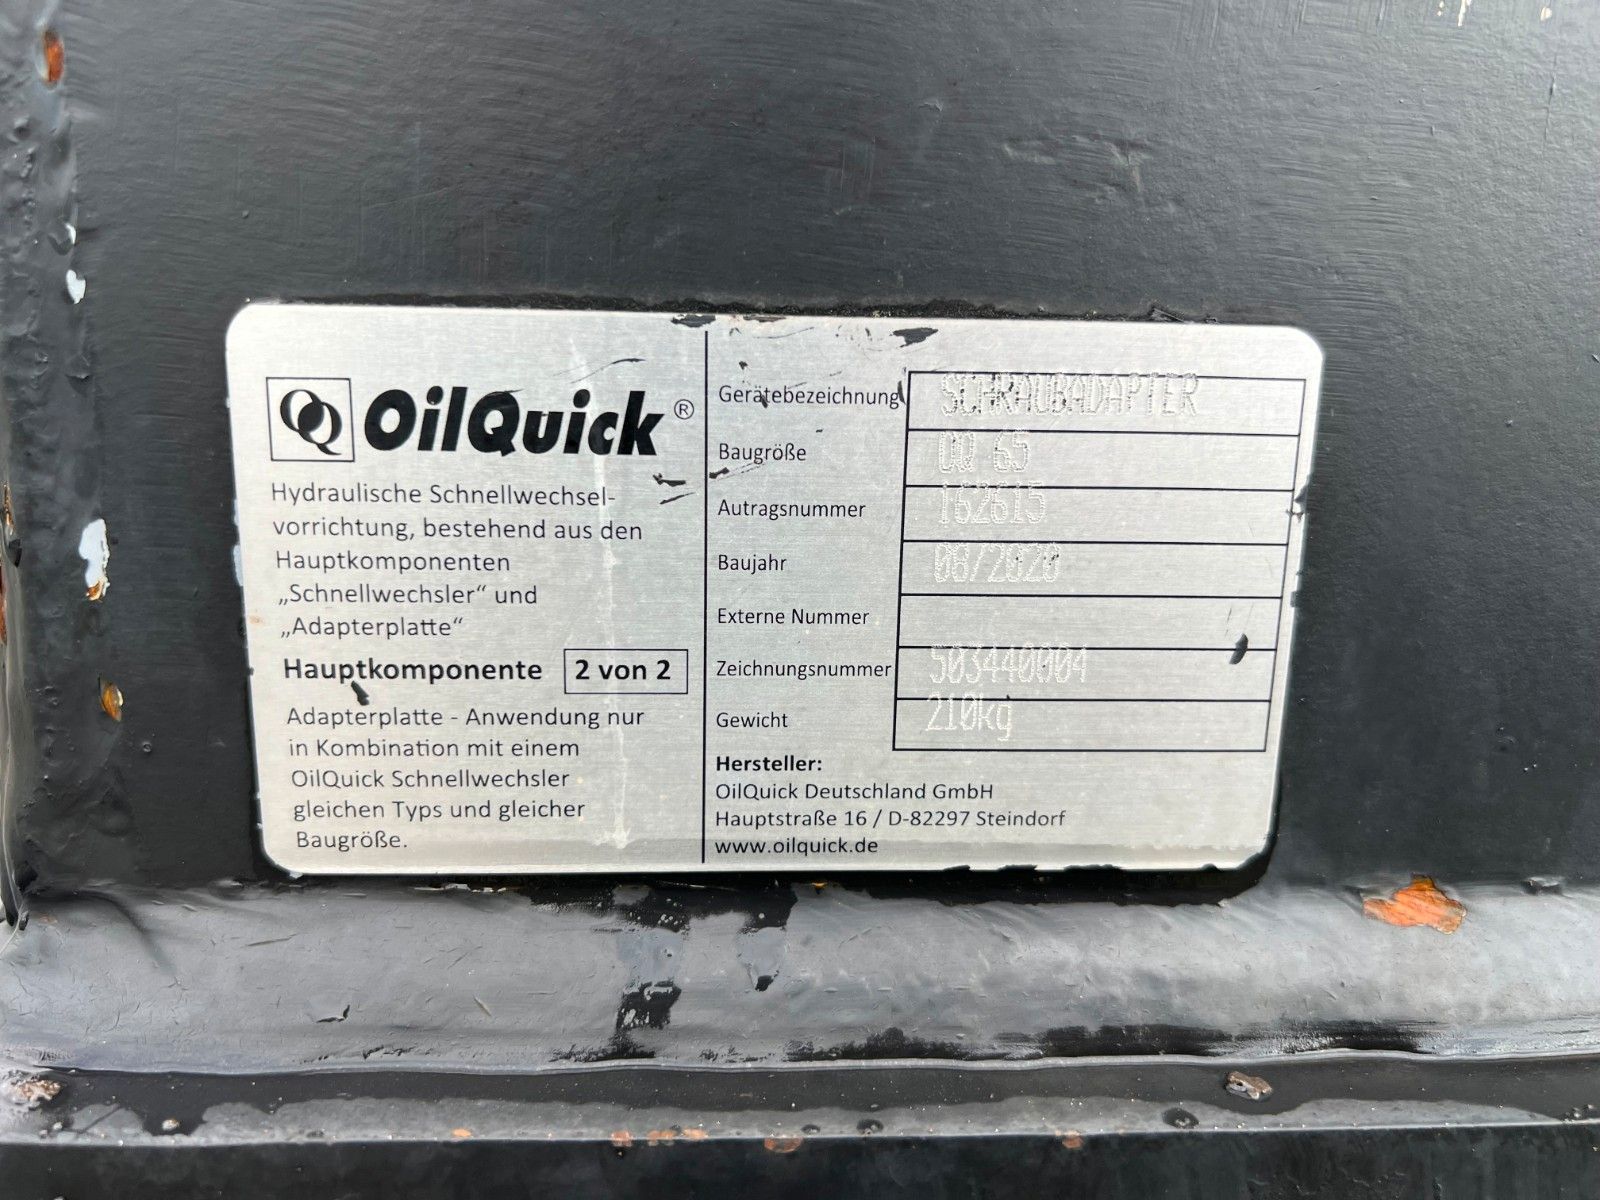 OilQuick®
Hydraulische Schnellwechsel-
vorrichtung, bestehend aus den
Hauptkomponenten
„Schnellwechsler“ und
„Adapterplatte“
Hauptkomponente 2 von 2
Adapterplatte - Anwendung nur
in Kombination mit einem
OilQuick Schnellwechsler
gleichen Typs und gleicher
Baugröße.
Gerätebezeichnung SCHRAUBADAPTER
Baugröße OQ 65
Autragsnummer 162615
Baujahr 08/2020
Externe Nummer
Zeichnungsnummer 503440004
Gewicht 210kg
Hersteller:
OilQuick Deutschland GmbH
Hauptstraße 16 / D-82297 Steindorf
www.oilquick.de